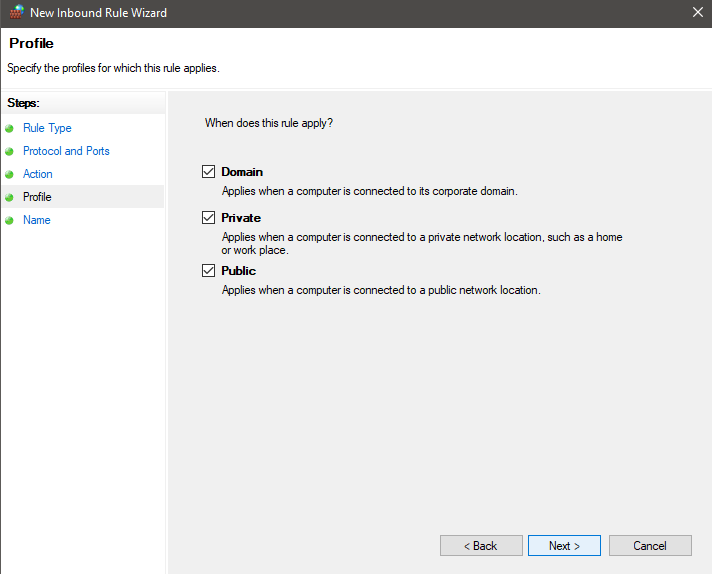 New Inbound Rule Wizard
Profile
Specify the profiles for which this rule applies.
Steps:
Rule Type
Protocol and Ports
Action
Profile
Name
When does this rule apply?
Domain
Applies when a computer is connected to its corporate domain.
Private
Applies when a computer is connected to a private network location, such as a home
or work place.
Public
Applies when a computer is connected to a public network location.
< Back
Next >
Cancel